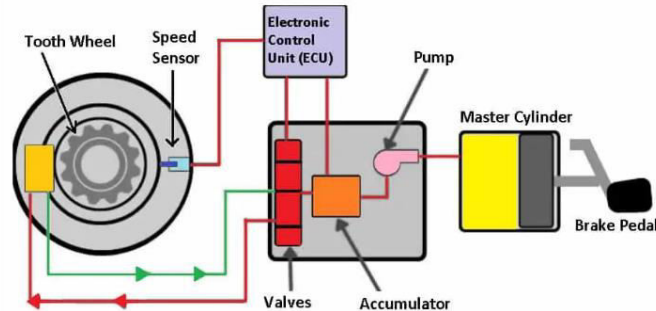 Electronic
Control
Unit (ECU)
Tooth Wheel
Speed
Sensor
Pump
Master Cylinder
Brake Pedal
Valves
Accumulator